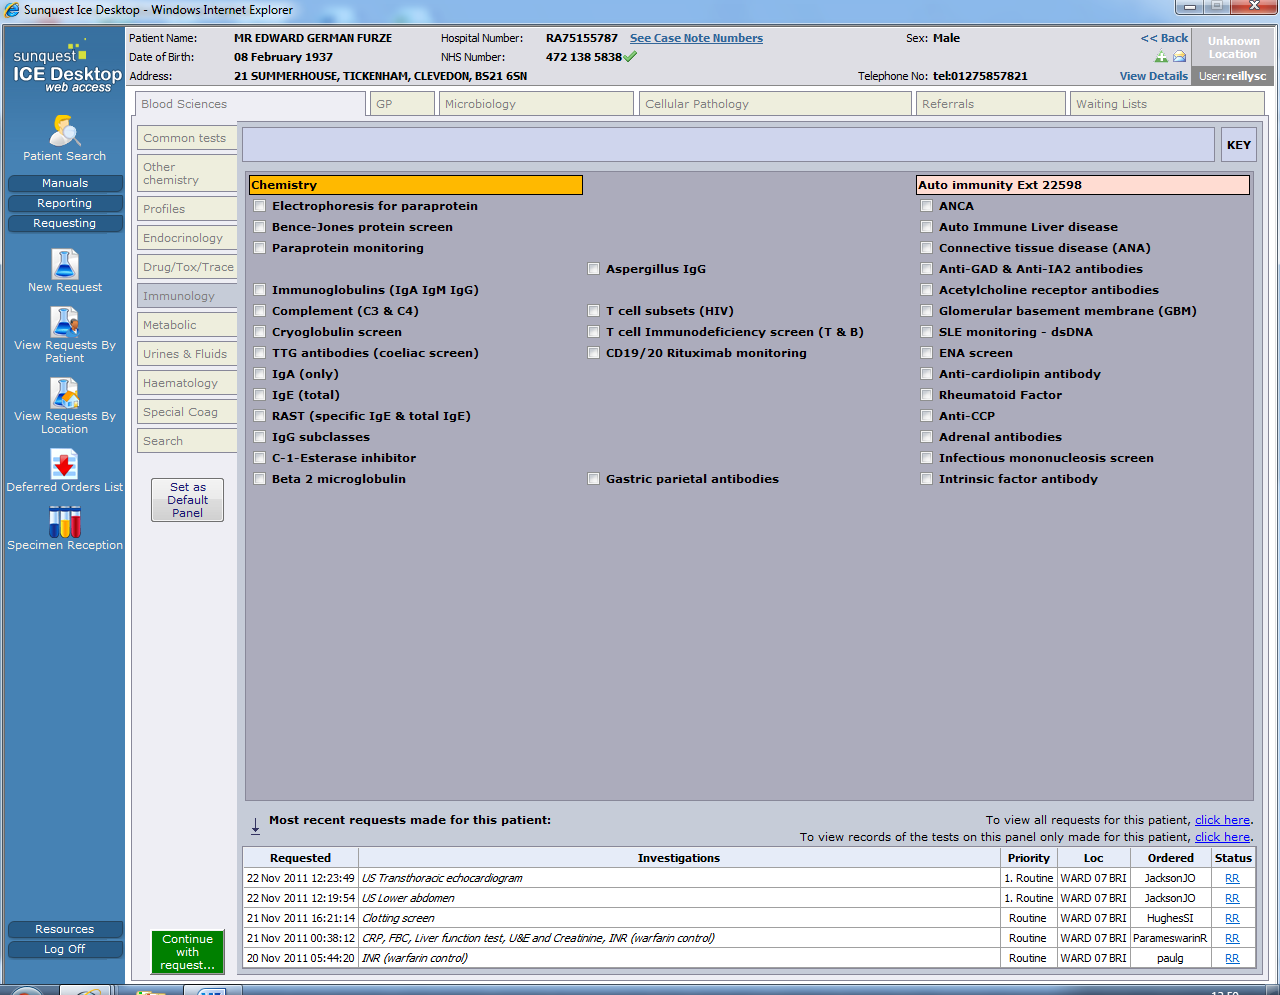 Sunquest Ice Desktop - Windows Internet Explorer
sunquest
ICE Desktop
web access
Patient Name: MR EDWARD GERMAN FURZE Hospital Number: RA75155787 See Case Note Numbers Sex: Male << Back
Date of Birth: 08 February 1937 NHS Number: 472 138 5838
Address: 21 SUMMERHOUSE, TICKENHAM, CLEVEDON, BS21 6SN Telephone No: tel:01275857821 View Details
Unknown
Location
User:reillysc
Patient Search
Manuals
Reporting
Requesting
New Request
View Requests By
Patient
View Requests By
Location
Deferred Orders List
Specimen Reception
Resources
Log Off
Blood Sciences GP Microbiology Cellular Pathology Referrals Waiting Lists
Common tests
Other
chemistry
Profiles
Endocrinology
Drug/Tox/Trace
Immunology
Metabolic
Urines & Fluids
Haematology
Special Coag
Search
Set as
Default
Panel
Continue
with
request...
KEY
Chemistry Auto immunity Ext 22598
Electrophoresis for paraprotein ANCA
Bence-Jones protein screen Auto Immune Liver disease
Paraprotein monitoring Connective tissue disease (ANA)
Aspergillus IgG Anti-GAD & Anti-IA2 antibodies
Immunoglobulins (IgA IgM IgG) Acetylcholine receptor antibodies
Complement (C3 & C4) T cell subsets (HIV) Glomerular basement membrane (GBM)
Cryoglobulin screen T cell Immunodeficiency screen (T & B) SLE monitoring - dsDNA
TTG antibodies (coeliac screen) CD19/20 Rituximab monitoring ENA screen
IgA (only) Anti-cardiolipin antibody
IgE (total) Rheumatoid Factor
RAST (specific IgE & total IgE) Anti-CCP
IgG subclasses Adrenal antibodies
C-1-Esterase inhibitor Infectious mononucleosis screen
Beta 2 microglobulin Gastric parietal antibodies Intrinsic factor antibody
Most recent requests made for this patient: To view all requests for this patient, click here.
To view records of the tests on this panel only made for this patient, click here.
Requested Investigations Priority Loc Ordered Status
22 Nov 2011 12:23:49 US Transthoracic echocardiogram 1. Routine WARD 07 BRI JacksonJO RR
22 Nov 2011 12:19:54 US Lower abdomen 1. Routine WARD 07 BRI JacksonJO RR
21 Nov 2011 16:21:14 Clotting screen Routine WARD 07 BRI HughesSI RR
21 Nov 2011 00:38:12 CRP, FBC, Liver function test, U&E and Creatinine, INR (warfarin control) Routine WARD 07 BRI ParameswarinR RR
20 Nov 2011 05:44:20 INR (warfarin control) Routine WARD 07 BRI paulg RR